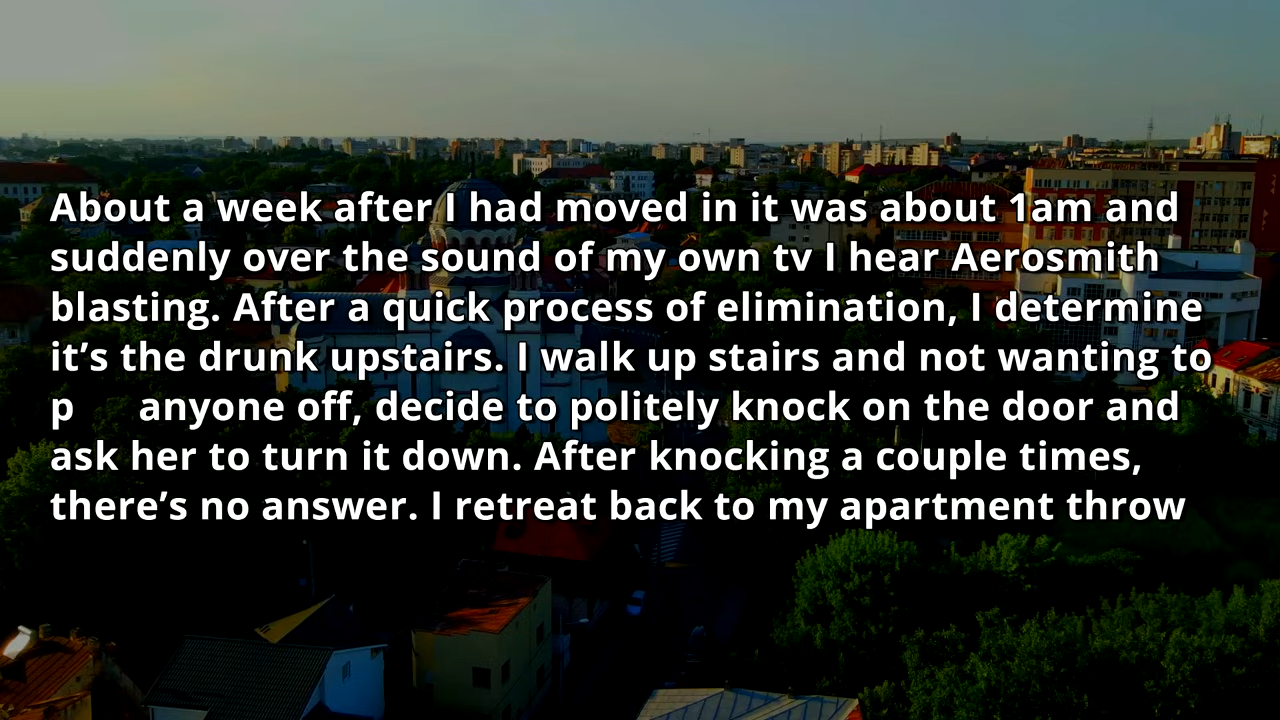 About a week after I had moved in it was about 1am and
suddenly over the sound of my own tv I hear Aerosmith
blasting. After a quick process of elimination, I determine
it’s the drunk upstairs. I walk up stairs and not wanting to
p anyone off, decide to politely knock on the door and
ask her to turn it down. After knocking a couple times,
there’s no answer. I retreat back to my apartment throw